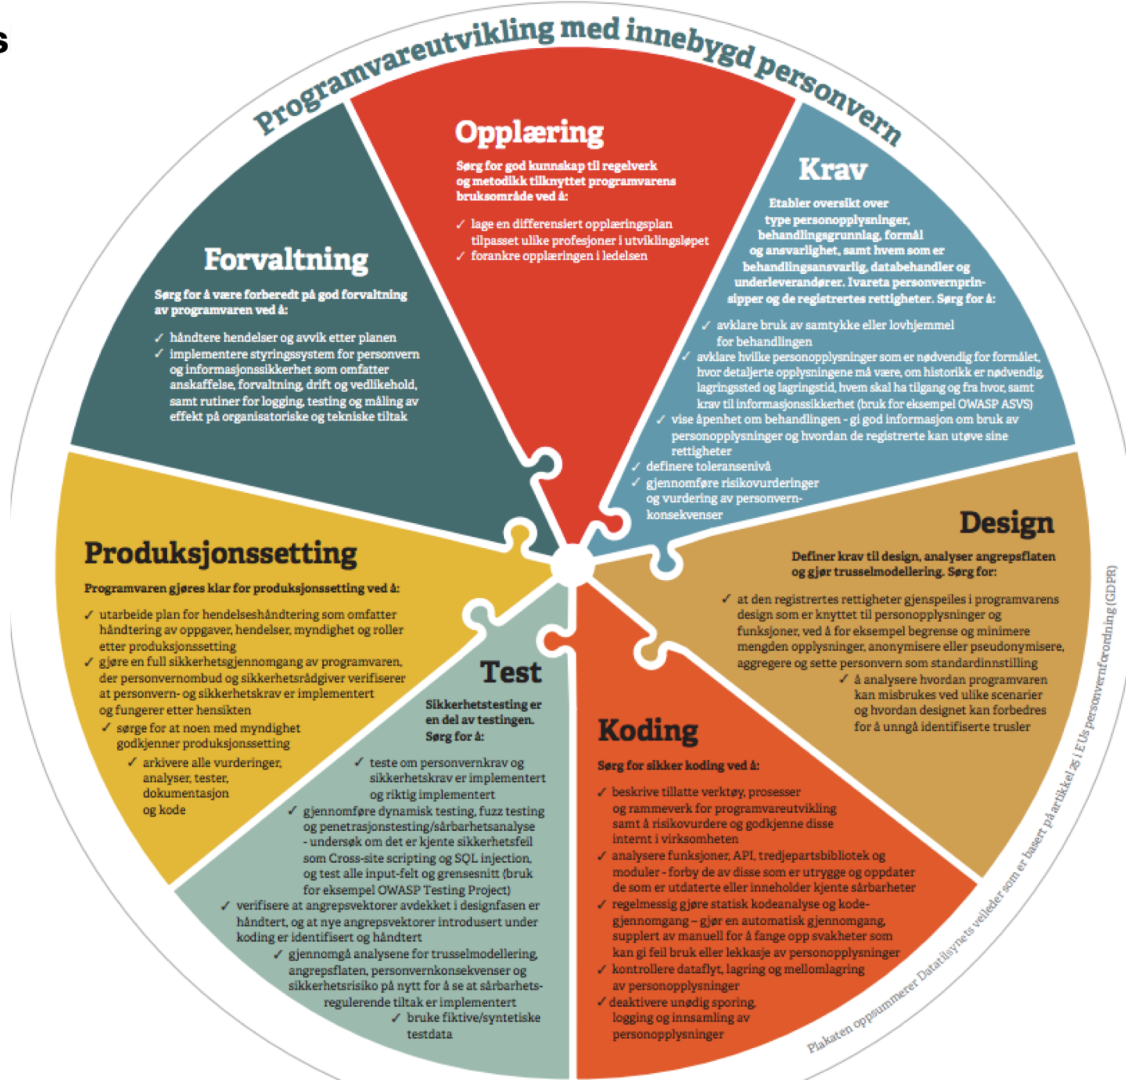 s
Programvareutvikling med innebygd personvern
Opplæring
Sørg for god kunnskap til regelverk
og metodikk tilknyttet programvarens
bruksområde ved å:
✓ lage en differensiert opplæringsplan
tilpasset ulike profesjoner i utviklingsløpet
✓ forankre opplæringen i ledelsen
Krav
Etabler oversikt over
type personopplysninger,
behandlingsgrunnlag, formål
og ansvarlighet, samt hvem som er
behandlingsansvarlig, databehandler og
underleverandører. Ivareta personvernprin-
sipper og de registrertes rettigheter. Sørg for å:
✓ avklare bruk av samtykke eller lovhjemmel
for behandlingen
✓ avklare hvilke personopplysninger som er nødvendig for formålet,
hvor detaljerte opplysningene må være, om historikk er nødvendig,
lagringssted og lagringstid, hvem skal ha tilgang og fra hvor, samt
krav til informasjonssikkerhet (bruk for eksempel OWASP ASVS)
✓ vise åpenhet om behandlingen - gi god informasjon om bruk av
personopplysninger og hvordan de registrerte kan utøve sine
rettigheter
✓ definere toleransenivå
✓ gjennomføre risikovurderinger
og vurdering av personvern-
konsekvenser
Design
Definer krav til design, analyser angrepsflaten
og gjør trusselmodellering. Sørg for:
✓ at den registrertes rettigheter gjenspeiles i programvarens
design som er knyttet til personopplysninger og
funksjoner, ved å for eksempel begrense og minimere
mengden opplysninger, anonymisere eller pseudonymisere,
aggregere og sette personvern som standardinnstilling
✓ å analysere hvordan programvaren
kan misbrukes ved ulike scenarier
og hvordan designet kan forbedres
for å unngå identifiserte trusler
Koding
Sørg for sikker koding ved å:
✓ beskrive tillatte verktøy, prosesser
og rammeverk for programvareutvikling
samt å risikovurdere og godkjenne disse
internt i virksomheten
✓ analysere funksjoner, API, tredjepartsbibliotek og
moduler - forby de av disse som er utrygge og oppdater
de som er utdaterte eller inneholder kjente sårbarheter
✓ regelmessig gjøre statisk kodeanalyse og kode-
gjennomgang – gjør en automatisk gjennomgang,
supplert av manuell for å fange opp svakheter som
kan gi feil bruk eller lekkasje av personopplysninger
✓ kontrollere dataflyt, lagring og mellomlagring
av personopplysninger
✓ deaktivere unødig sporing,
logging og innsamling av
personopplysninger
Test
Sikkerhetstesting er
en del av testingen.
Sørg for å:
✓ teste om personvernkrav og
sikkerhetskrav er implementert
og riktig implementert
✓ gjennomføre dynamisk testing, fuzz testing
og penetrasjonstesting/sårbarhetsanalyse
- undersøk om det er kjente sikkerhetsfeil
som Cross-site scripting og SQL injection,
og test alle input-felt og grensesnitt (bruk
for eksempel OWASP Testing Project)
✓ verifisere at angrepsvektorer avdekket i designfasen er
håndtert, og at nye angrepsvektorer introdusert under
koding er identifisert og håndtert
✓ gjennomgå analysene for trusselmodellering,
angrepsflaten, personvernkonsekvenser og
sikkerhetsrisiko på nytt for å se at sårbarhets-
regulerende tiltak er implementert
✓ bruke fiktive/syntetiske
testdata
Produksjonssetting
Programvaren gjøres klar for produksjonssetting ved å:
✓ utarbeide plan for hendelseshåndtering som omfatter
håndtering av oppgaver, hendelser, myndighet og roller
etter produksjonssetting
✓ gjøre en full sikkerhetsgjennomgang av programvaren,
der personvernombud og sikkerhetsrådgiver verifiserer
at personvern- og sikkerhetskrav er implementert
og fungerer etter hensikten
✓ sørge for at noen med myndighet
godkjenner produksjonssetting
✓ arkivere alle vurderinger,
analyser, tester,
dokumentasjon
og kode
Forvaltning
Sørg for å være forberedt på god forvaltning
av programvaren ved å:
✓ håndtere hendelser og avvik etter planen
✓ implementere styringssystem for personvern
og informasjonssikkerhet som omfatter
anskaffelse, forvaltning, drift og vedlikehold,
samt rutiner for logging, testing og måling av
effekt på organisatoriske og tekniske tiltak
Plakaten oppsummerer Datatilsynets veileder som er basert på artikkel 25 i EUs personvernforordning (GDPR)